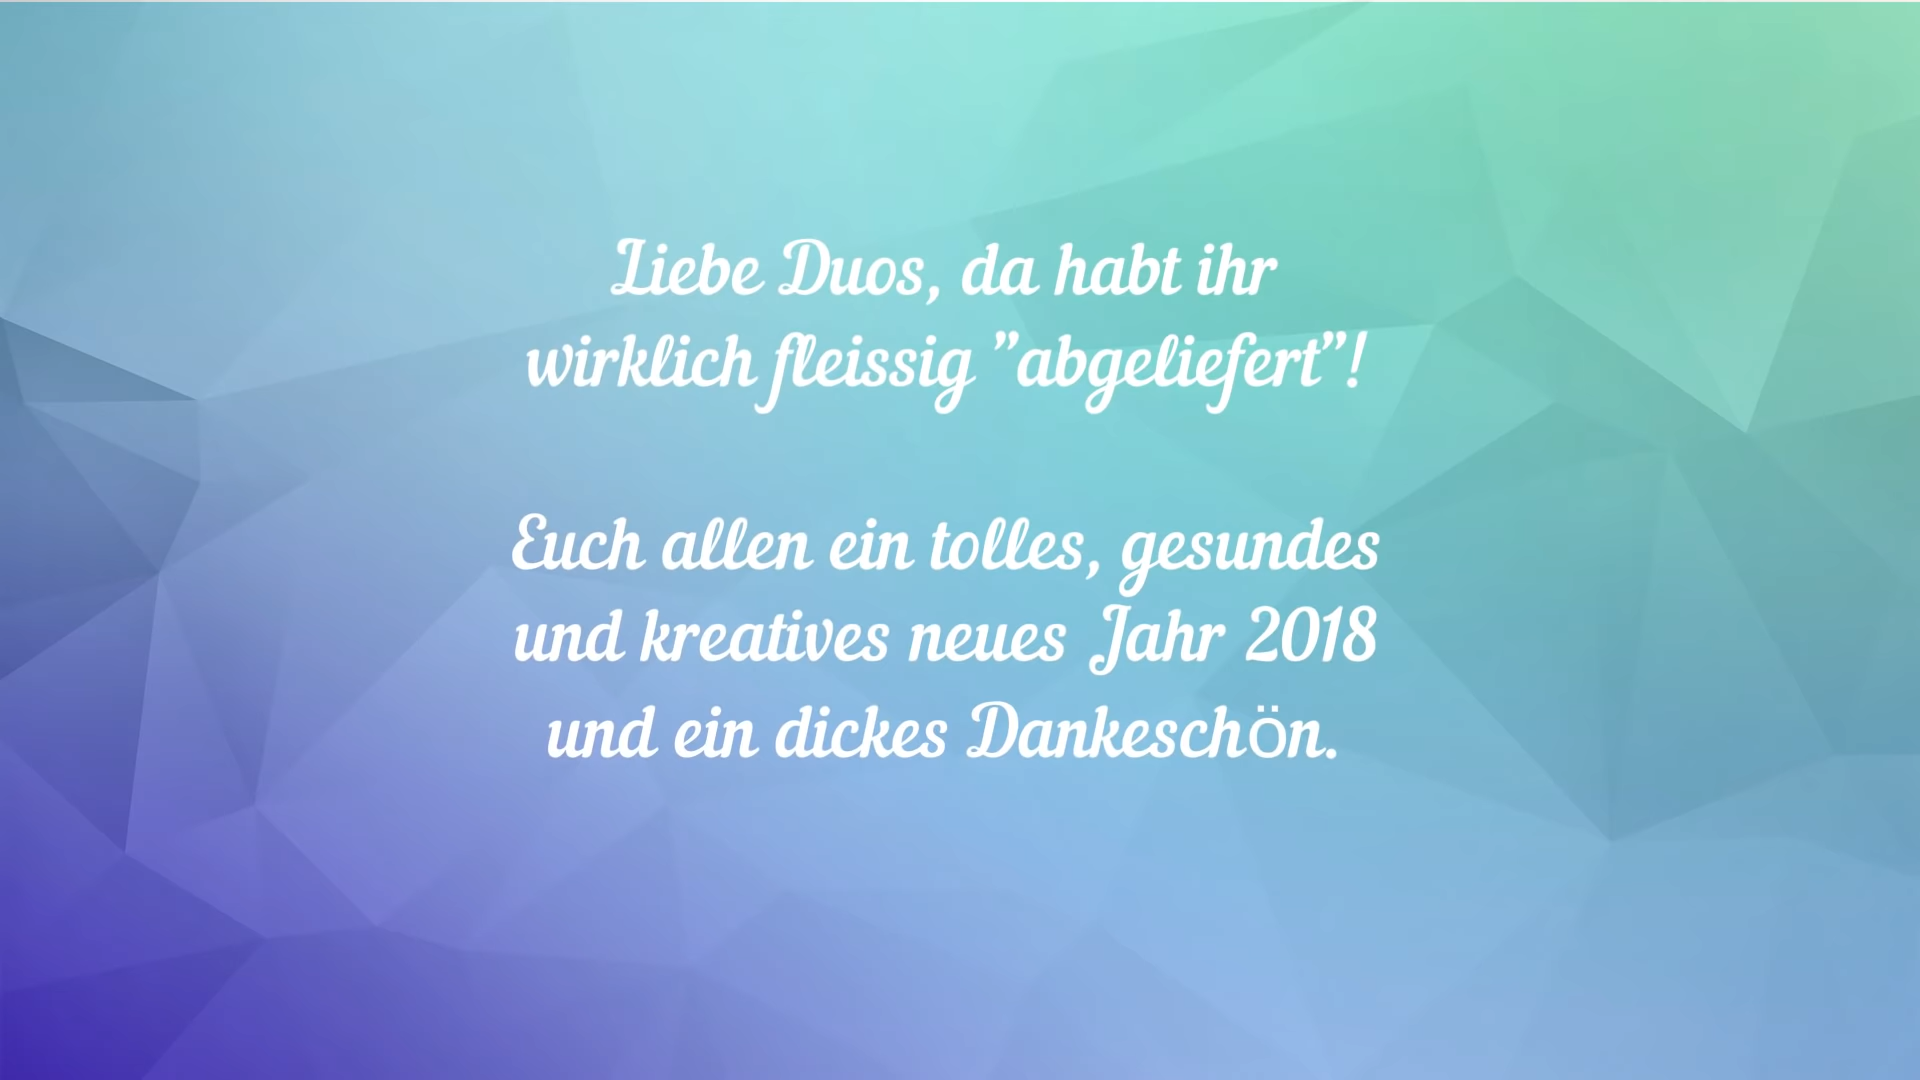 Liebe Duos, da habt ihr
wirklich fleissig "abgeliefert"!
Euch allen ein tolles, gesundes
und kreatives neues Jahr 2018
und ein dickes Dankeschön.